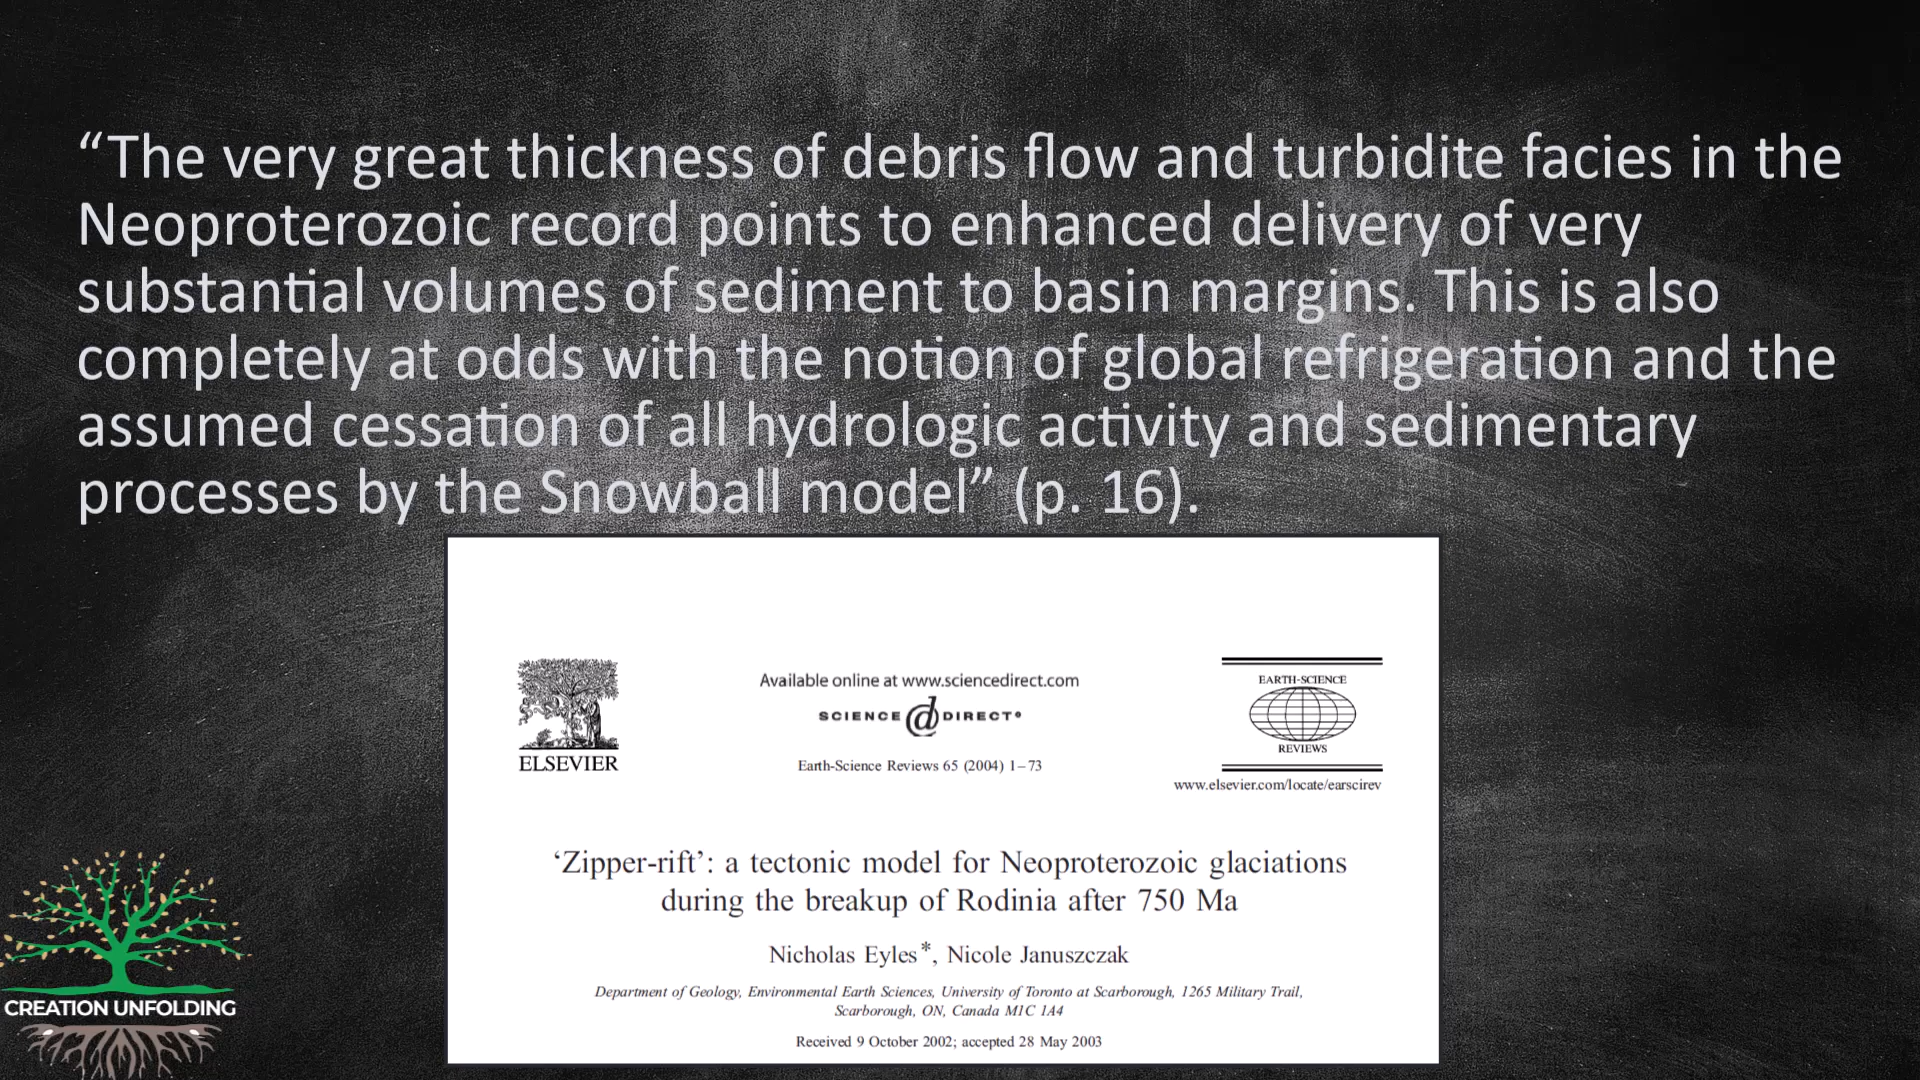 “The very great thickness of debris flow and turbidite facies in the
Neoproterozoic record points to enhanced delivery of very
substantial volumes of sediment to basin margins. This is also
completely at odds with the notion of global refrigeration and the
assumed cessation of all hydrologic activity and sedimentary
processes by the Snowball model” (p. 16).
ELSEVIER
Available online at www.sciencedirect.com
SCIENCE @ DIRECT®
Earth-Science Reviews 65 (2004) 1–73
EARTH-SCIENCE
REVIEWS
www.elsevier.com/locate/earscirev
‘Zipper-rift’: a tectonic model for Neoproterozoic glaciations
during the breakup of Rodinia after 750 Ma
Nicholas Eyles*, Nicole Januszczak
Department of Geology, Environmental Earth Sciences, University of Toronto at Scarborough, 1265 Military Trail,
Scarborough, ON, Canada M1C 1A4
Received 9 October 2002; accepted 28 May 2003
CREATION UNFOLDING